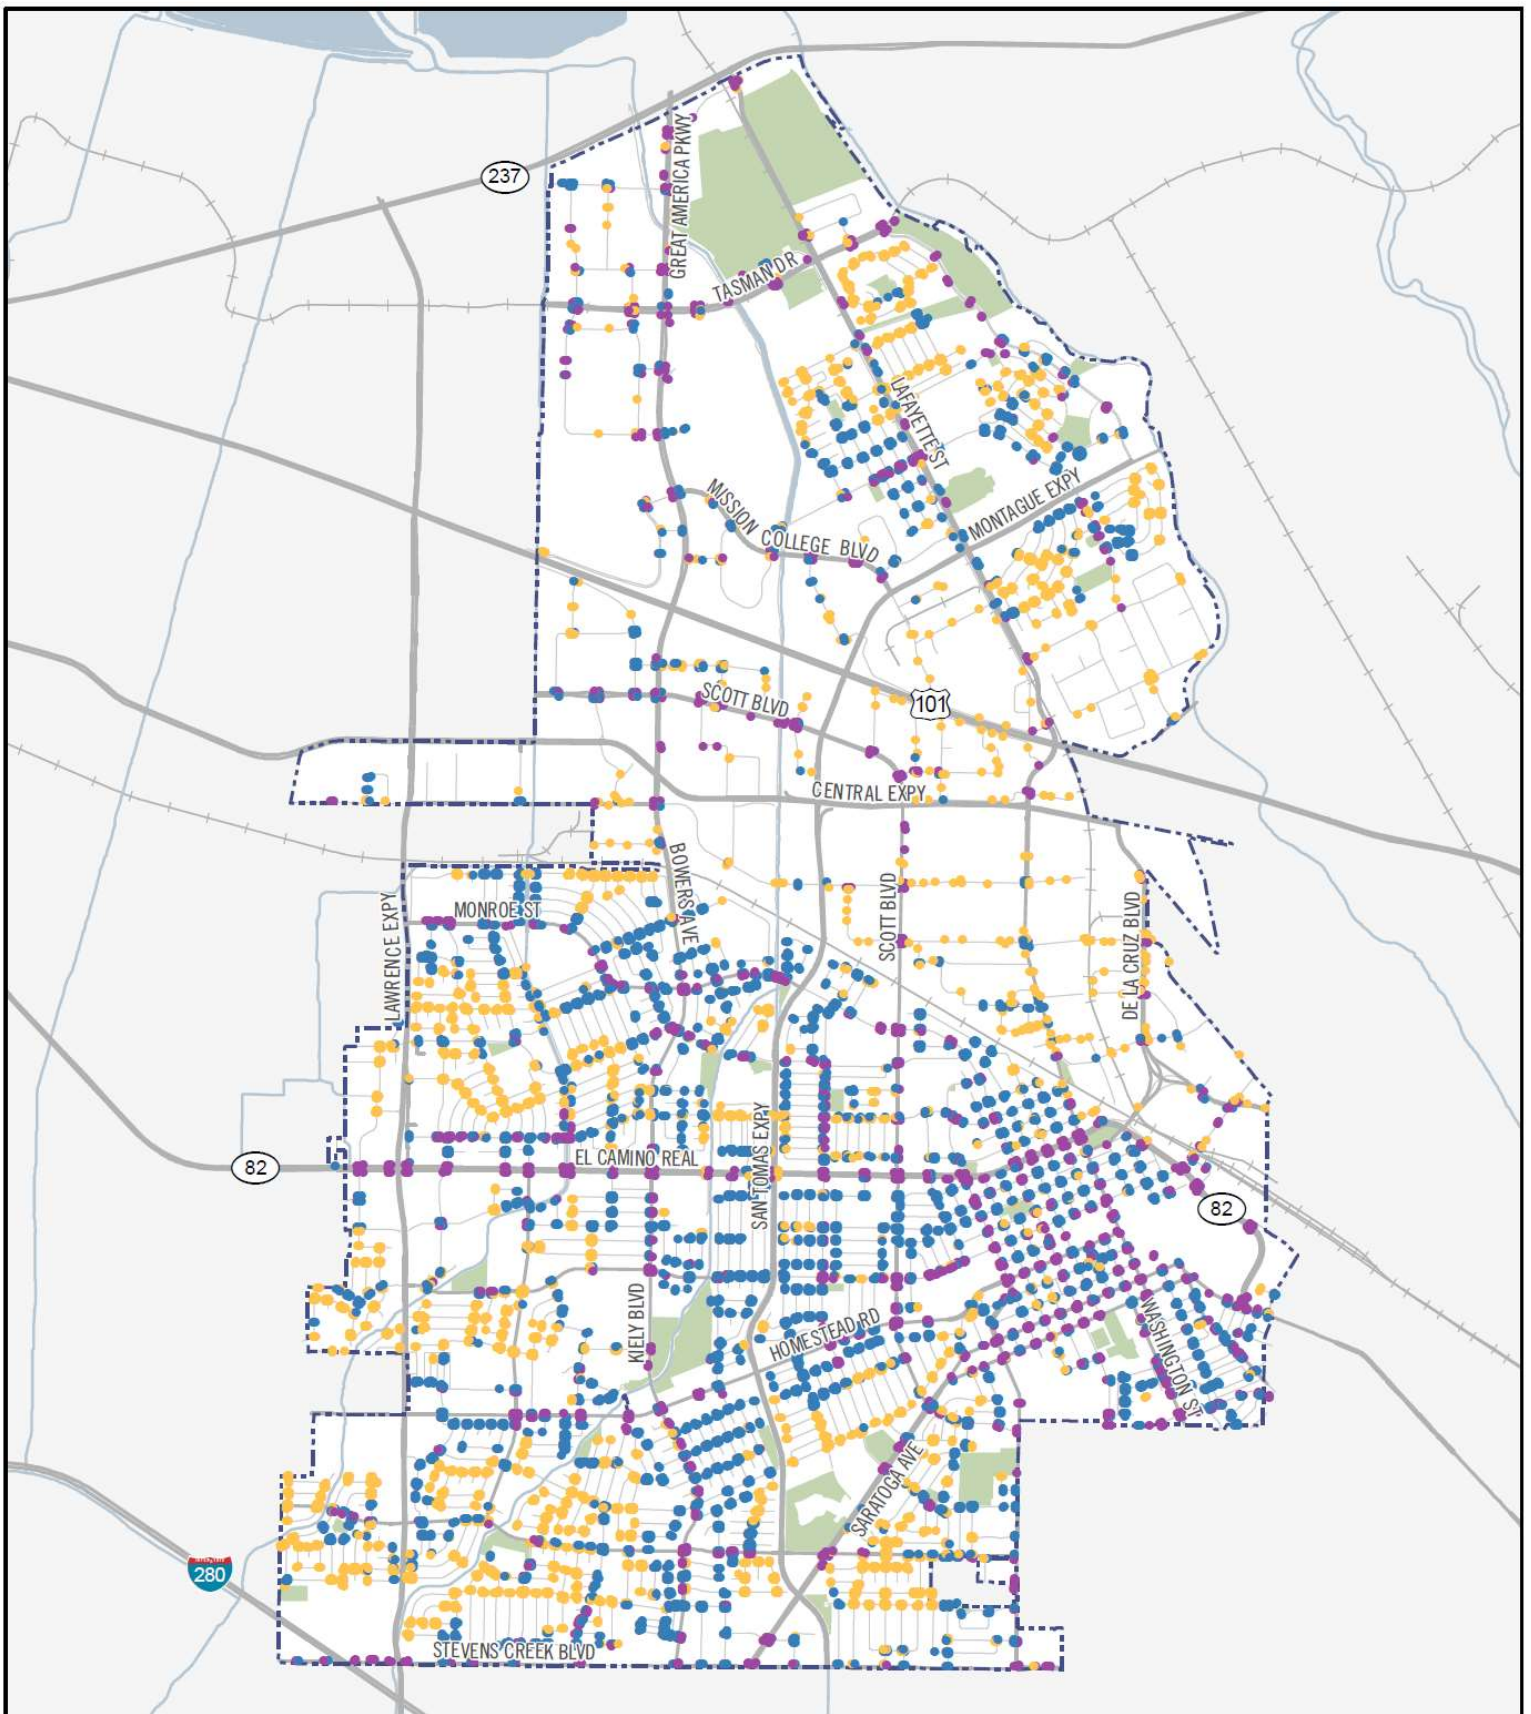 237
GREAT AMERICA PKWY
TASMAN DR
LAFAYETTE ST
MISSION COLLEGE BLVD
MONTAGUE EXPY
SCOTT BLVD
101
CENTRAL EXPY
BOWERS AVE
LAWRENCE EXPY
MONROE ST
SCOTT BLVD
DE LA CRUZ BLVD
SAN TOMAS EXPY
EL CAMINO REAL
82
82
KIELY BLVD
HOMESTEAD RD
WASHINGTON ST
SARATOGA AVE
280
STEVENS CREEK BLVD